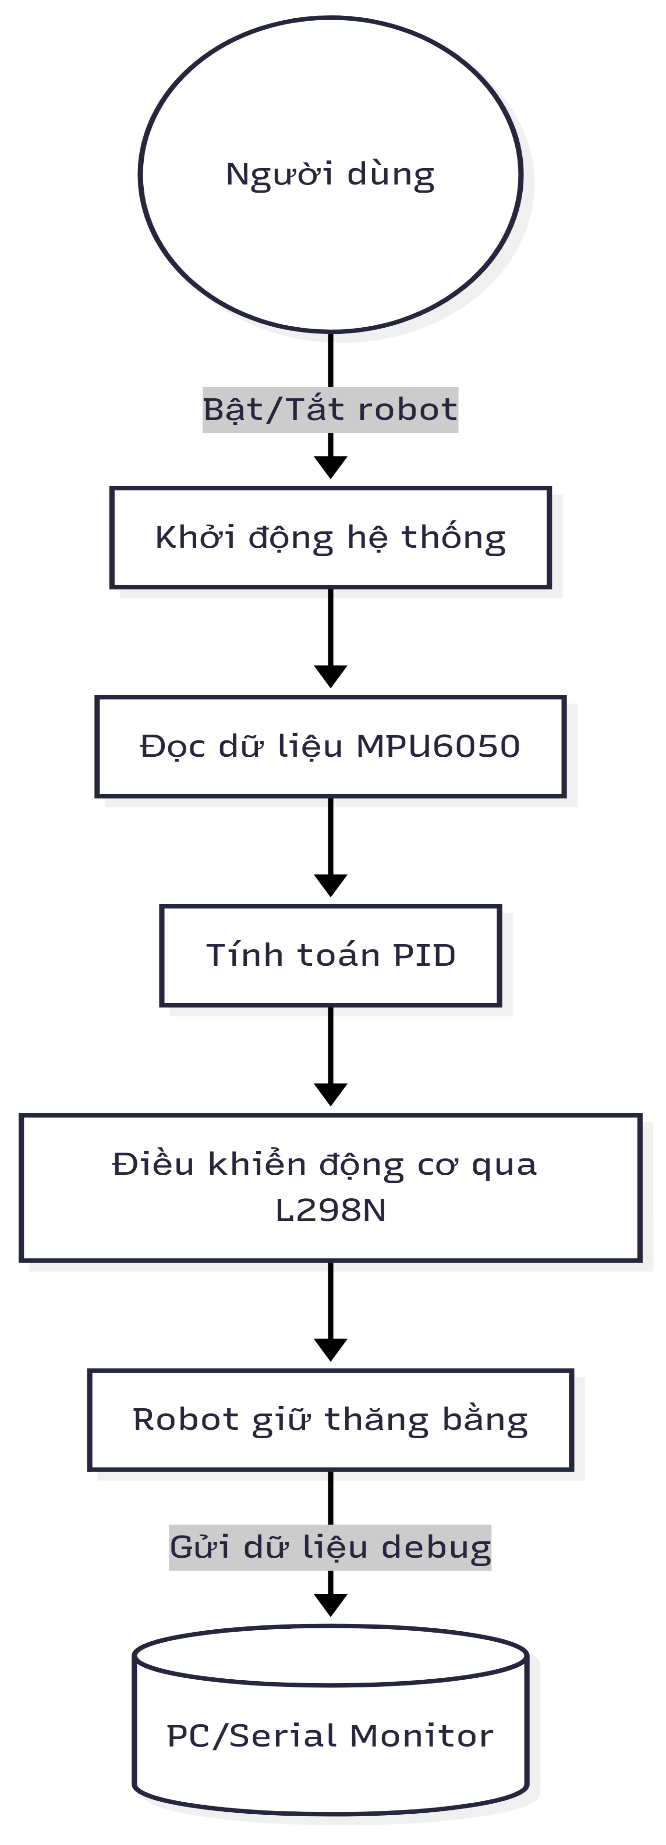 Người dùng
Bật/Tắt robot
Khởi động hệ thống
Đọc dữ liệu MPU6050
Tính toán PID
Điều khiển động cơ qua
L298N
Robot giữ thăng bằng
Gửi dữ liệu debug
PC/Serial Monitor